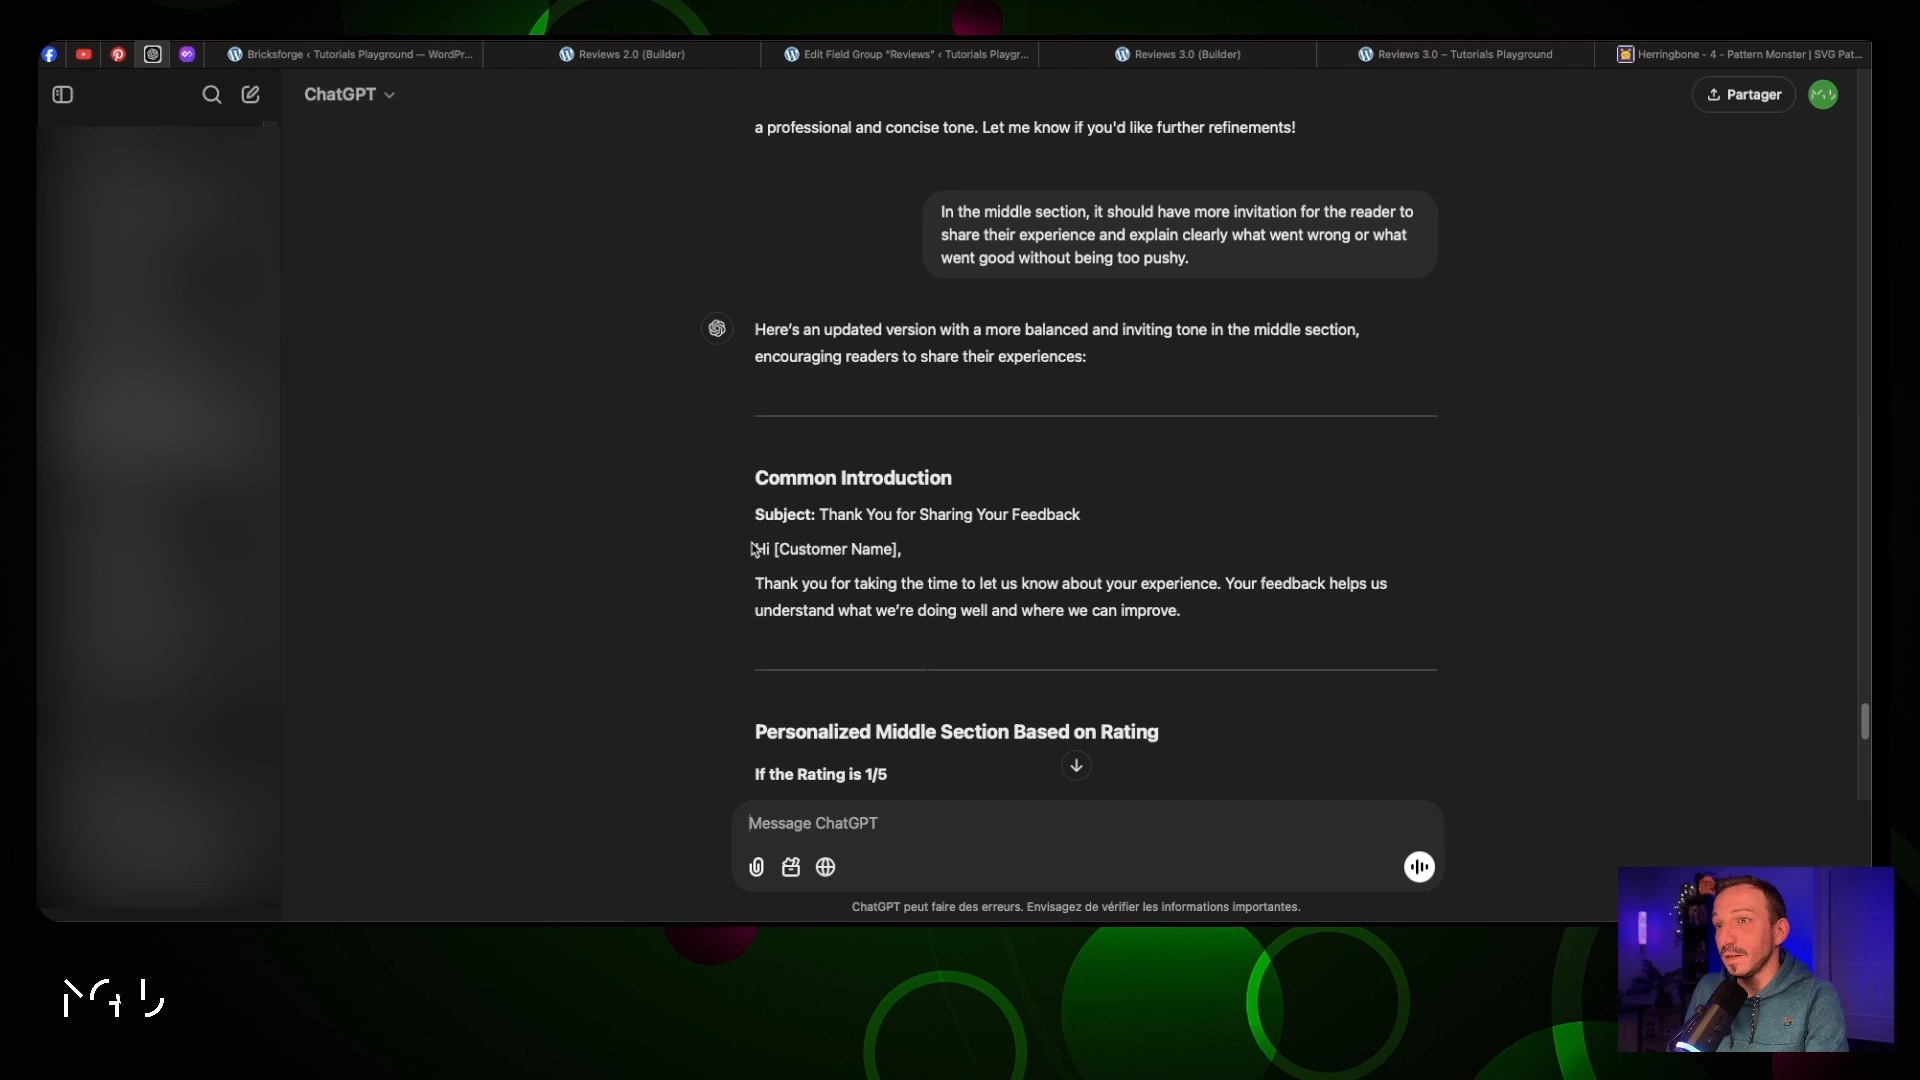 Bricksforge ‹ Tutorials Playground — WordPr...
Reviews 2.0 (Builder)
Edit Field Group "Reviews" ‹ Tutorials Playgr...
Reviews 3.0 (Builder)
Reviews 3.0 – Tutorials Playground
Herringbone - 4 - Pattern Monster | SVG Pat...
ChatGPT
Partager
a professional and concise tone. Let me know if you'd like further refinements!
In the middle section, it should have more invitation for the reader to
share their experience and explain clearly what went wrong or what
went good without being too pushy.
Here's an updated version with a more balanced and inviting tone in the middle section,
encouraging readers to share their experiences:
Common Introduction
Subject: Thank You for Sharing Your Feedback
Hi [Customer Name],
Thank you for taking the time to let us know about your experience. Your feedback helps us
understand what we're doing well and where we can improve.
Personalized Middle Section Based on Rating
If the Rating is 1/5
Message ChatGPT
ChatGPT peut faire des erreurs. Envisagez de vérifier les informations importantes.